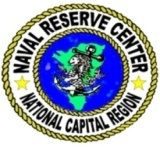 NAVAL RESERVE CENTER
NATIONAL CAPITAL REGION